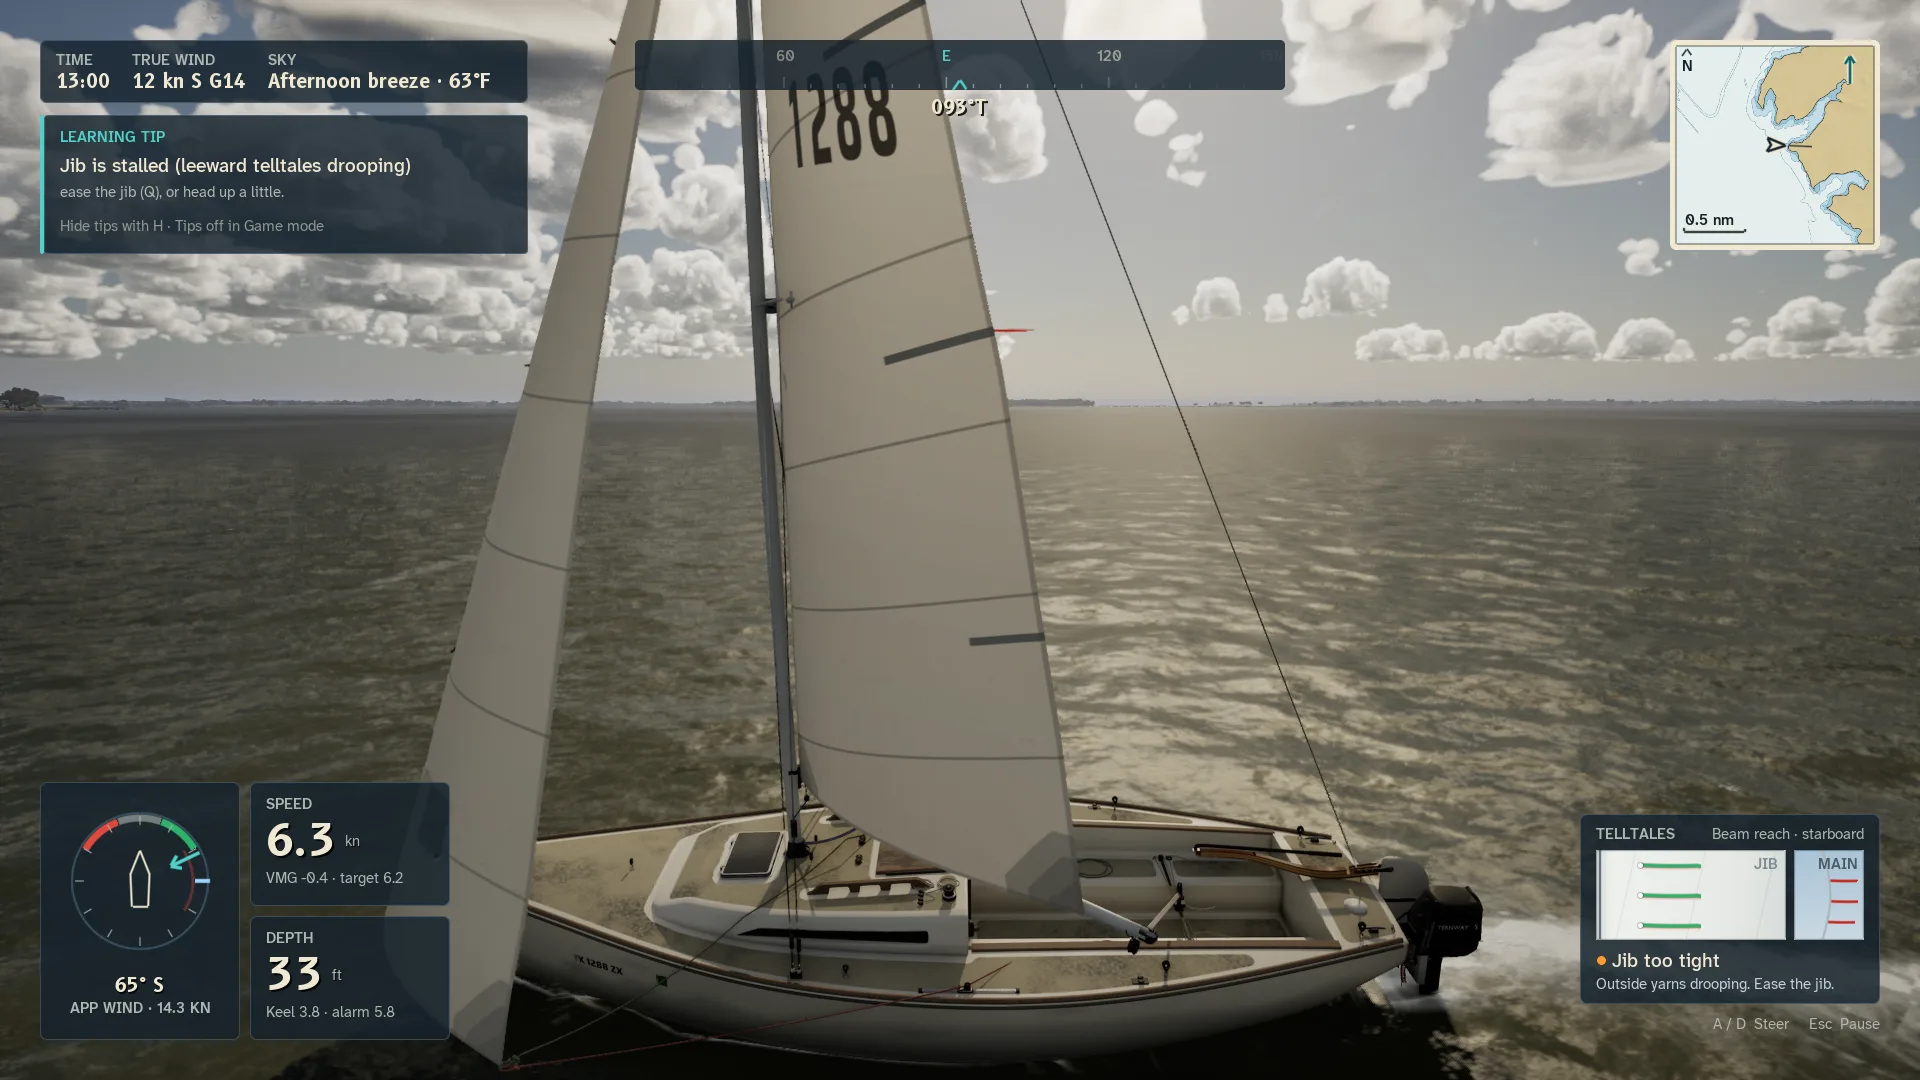 TIME
13:00
TRUE WIND
12 kn S G14
SKY
Afternoon breeze · 63°F
LEARNING TIP
Jib is stalled (leeward telltales drooping)
ease the jib (Q), or head up a little.
Hide tips with H · Tips off in Game mode
60
E
120
093°T
1288
N
0.5 nm
65° S
APP WIND · 14.3 KN
SPEED
6.3 kn
VMG -0.4 · target 6.2
DEPTH
33 ft
Keel 3.8 · alarm 5.8
1288 ZX
TELLTALES
Beam reach · starboard
JIB
MAIN
Jib too tight
Outside yarns drooping. Ease the jib.
A / D Steer
Esc Pause